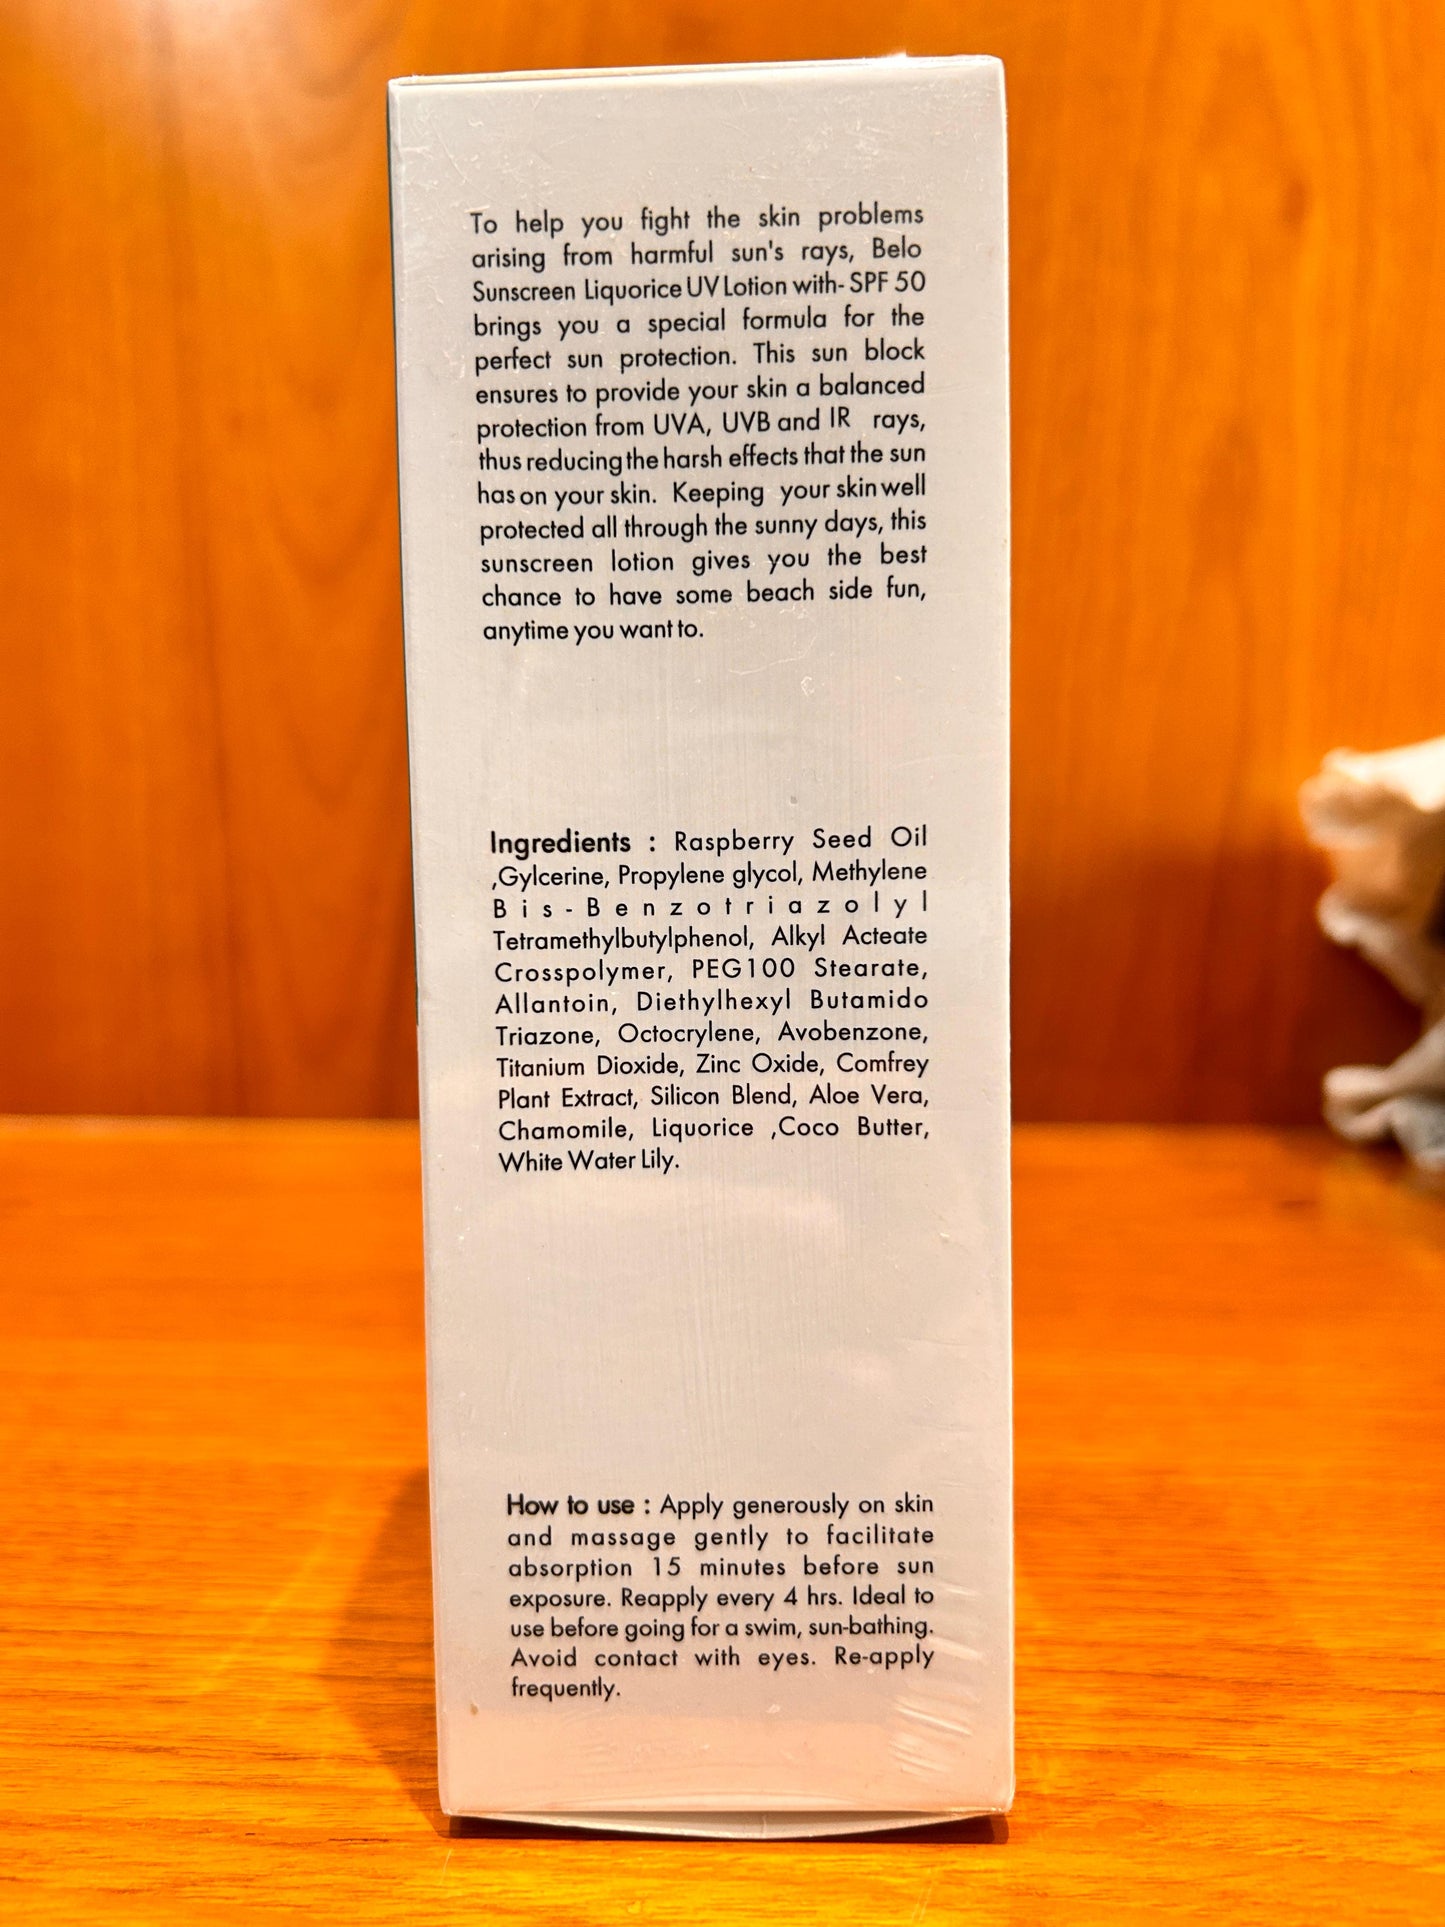 To help you fight the skin problems
arising from harmful sun's rays, Belo
Sunscreen Liquorice UV Lotion with- SPF 50
brings you a special formula for the
perfect sun protection. This sun block
ensures to provide your skin a balanced
protection from UVA, UVB and IR rays,
thus reducing the harsh effects that the sun
has on your skin. Keeping your skin well
protected all through the sunny days, this
sunscreen lotion gives you the best
chance to have some beach side fun,
anytime you want to.
Ingredients : Raspberry Seed Oil
,Gylcerine, Propylene glycol, Methylene
Bis-Benzotriazolyl
Tetramethylbutylphenol, Alkyl Acteate
Crosspolymer, PEG100 Stearate,
Allantoin, Diethylhexyl Butamido
Triazone, Octocrylene, Avobenzone,
Titanium Dioxide, Zinc Oxide, Comfrey
Plant Extract, Silicon Blend, Aloe Vera,
Chamomile, Liquorice ,Coco Butter,
White Water Lily.
How to use : Apply generously on skin
and massage gently to facilitate
absorption 15 minutes before sun
exposure. Reapply every 4 hrs. Ideal to
use before going for a swim, sun-bathing.
Avoid contact with eyes. Re-apply
frequently.